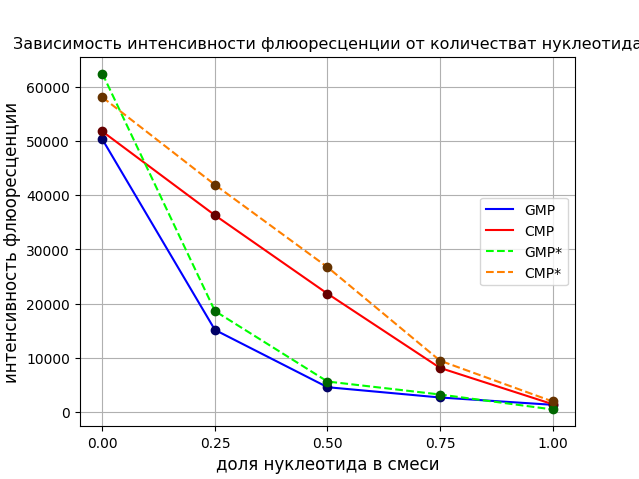 Зависимость интенсивности флюоресценции от количестват нуклеотида
60000
50000
40000
30000
20000
10000
0
интенсивность флюоресценции
GMP
CMP
GMP*
CMP*
0.00 0.25 0.50 0.75 1.00
доля нуклеотида в смеси